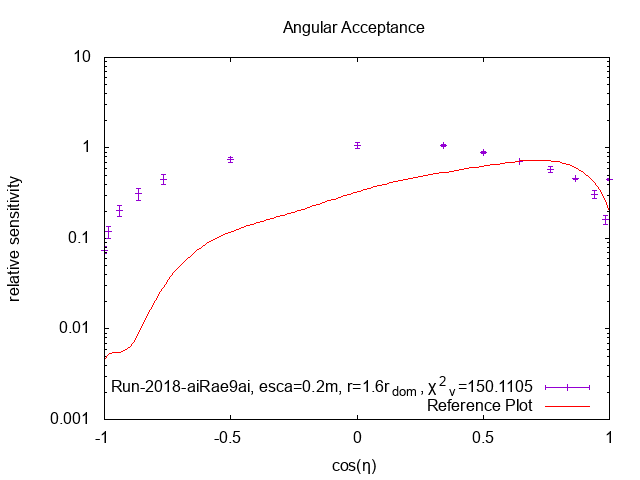 Angular Acceptance
10
1
0.1
0.01
0.001
relative sensitivity
Run-2018-aiRae9ai, esca=0.2m, r=1.6r_dom, χ²_v=150.1105
Reference Plot
-1 -0.5 0 0.5 1
cos(η)